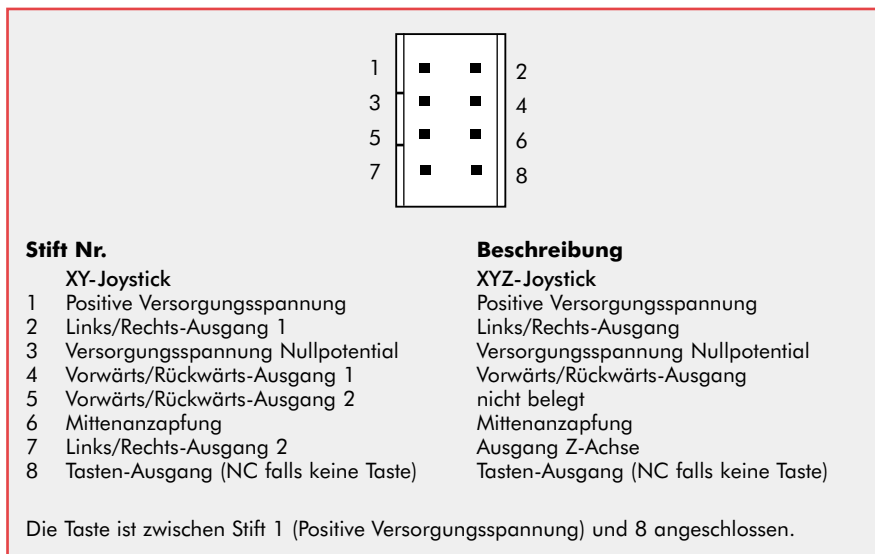 1 2
3 4
5 6
7 8
Stift Nr. Beschreibung
XY-Joystick XYZ-Joystick
1 Positive Versorgungsspannung Positive Versorgungsspannung
2 Links/Rechts-Ausgang 1 Links/Rechts-Ausgang
3 Versorgungsspannung Nullpotential Versorgungsspannung Nullpotential
4 Vorwärts/Rückwärts-Ausgang 1 Vorwärts/Rückwärts-Ausgang
5 Vorwärts/Rückwärts-Ausgang 2 nicht belegt
6 Mittenanzapfung Mittenanzapfung
7 Links/Rechts-Ausgang 2 Ausgang Z-Achse
8 Tasten-Ausgang (NC falls keine Taste) Tasten-Ausgang (NC falls keine Taste)
Die Taste ist zwischen Stift 1 (Positive Versorgungsspannung) und 8 angeschlossen.